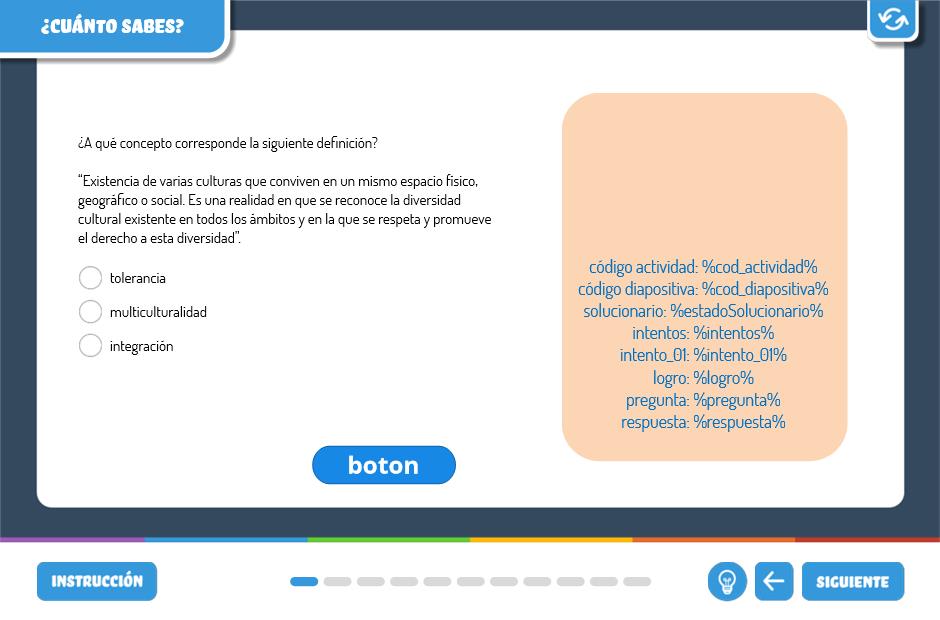 ¿CUÁNTO SABES?
¿A qué concepto corresponde la siguiente definición?
“Existencia de varias culturas que conviven en un mismo espacio físico,
geográfico o social. Es una realidad en que se reconoce la diversidad
cultural existente en todos los ámbitos y en la que se respeta y promueve
el derecho a esta diversidad”.
tolerancia
multiculturalidad
integración
código actividad: %cod_actividad%
código diapositiva: %cod_diapositiva%
solucionario: %estadoSolucionario%
intentos: %intentos%
intento_01: %intento_01%
logro: %logro%
pregunta: %pregunta%
respuesta: %respuesta%
boton
INSTRUCCIÓN
SIGUIENTE